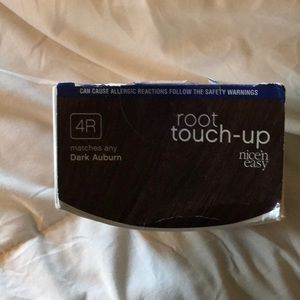 CAN CAUSE ALLERGIC REACTIONS FOLLOW THE SAFETY WARNINGS
4R
matches any
Dark Auburn
root
touch-up
nice'n
easy